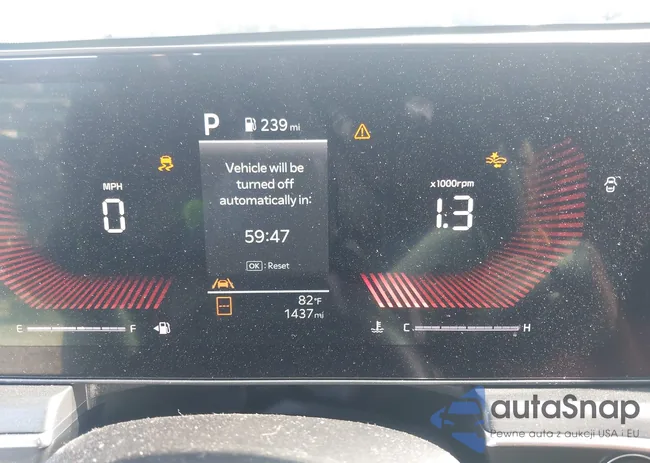 P 239 mi
Vehicle will be
turned off
automatically in:
59:47
OK : Reset
MPH
0
x1000rpm
1.3
82°F
1437 mi
E F
C H
autaSnap
Pewne auta z aukcji USA i EU